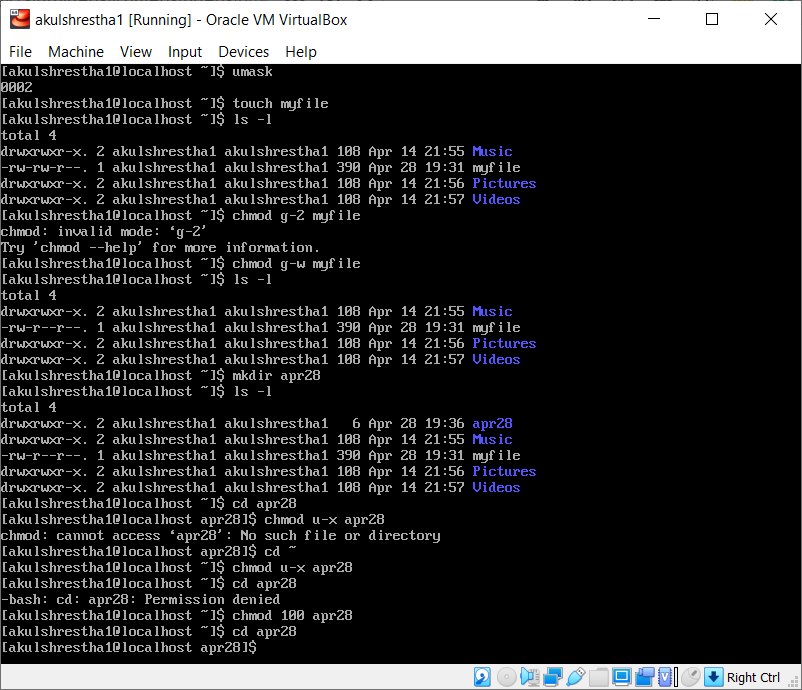 akulshrestha1 [Running] - Oracle VM VirtualBox
File Machine View Input Devices Help
[akulshrestha1@localhost ~]$ umask
0002
[akulshrestha1@localhost ~]$ touch myfile
[akulshrestha1@localhost ~]$ ls -l
total 4
drwxrwxr-x. 2 akulshrestha1 akulshrestha1 108 Apr 14 21:55 Music
-rw-rw-r--. 1 akulshrestha1 akulshrestha1 390 Apr 28 19:31 myfile
drwxrwxr-x. 2 akulshrestha1 akulshrestha1 108 Apr 14 21:56 Pictures
drwxrwxr-x. 2 akulshrestha1 akulshrestha1 108 Apr 14 21:57 Videos
[akulshrestha1@localhost ~]$ chmod g-2 myfile
chmod: invalid mode: ‘g-2’
Try 'chmod --help' for more information.
[akulshrestha1@localhost ~]$ chmod g-w myfile
[akulshrestha1@localhost ~]$ ls -l
total 4
drwxrwxr-x. 2 akulshrestha1 akulshrestha1 108 Apr 14 21:55 Music
-rw-r--r--. 1 akulshrestha1 akulshrestha1 390 Apr 28 19:31 myfile
drwxrwxr-x. 2 akulshrestha1 akulshrestha1 108 Apr 14 21:56 Pictures
drwxrwxr-x. 2 akulshrestha1 akulshrestha1 108 Apr 14 21:57 Videos
[akulshrestha1@localhost ~]$ mkdir apr28
[akulshrestha1@localhost ~]$ ls -l
total 4
drwxrwxr-x. 2 akulshrestha1 akulshrestha1   6 Apr 28 19:36 apr28
drwxrwxr-x. 2 akulshrestha1 akulshrestha1 108 Apr 14 21:55 Music
-rw-r--r--. 1 akulshrestha1 akulshrestha1 390 Apr 28 19:31 myfile
drwxrwxr-x. 2 akulshrestha1 akulshrestha1 108 Apr 14 21:56 Pictures
drwxrwxr-x. 2 akulshrestha1 akulshrestha1 108 Apr 14 21:57 Videos
[akulshrestha1@localhost ~]$ cd apr28
[akulshrestha1@localhost apr28]$ chmod u-x apr28
chmod: cannot access ‘apr28’: No such file or directory
[akulshrestha1@localhost apr28]$ cd ~
[akulshrestha1@localhost ~]$ chmod u-x apr28
[akulshrestha1@localhost ~]$ cd apr28
-bash: cd: apr28: Permission denied
[akulshrestha1@localhost ~]$ chmod 100 apr28
[akulshrestha1@localhost ~]$ cd apr28
[akulshrestha1@localhost apr28]$
Right Ctrl